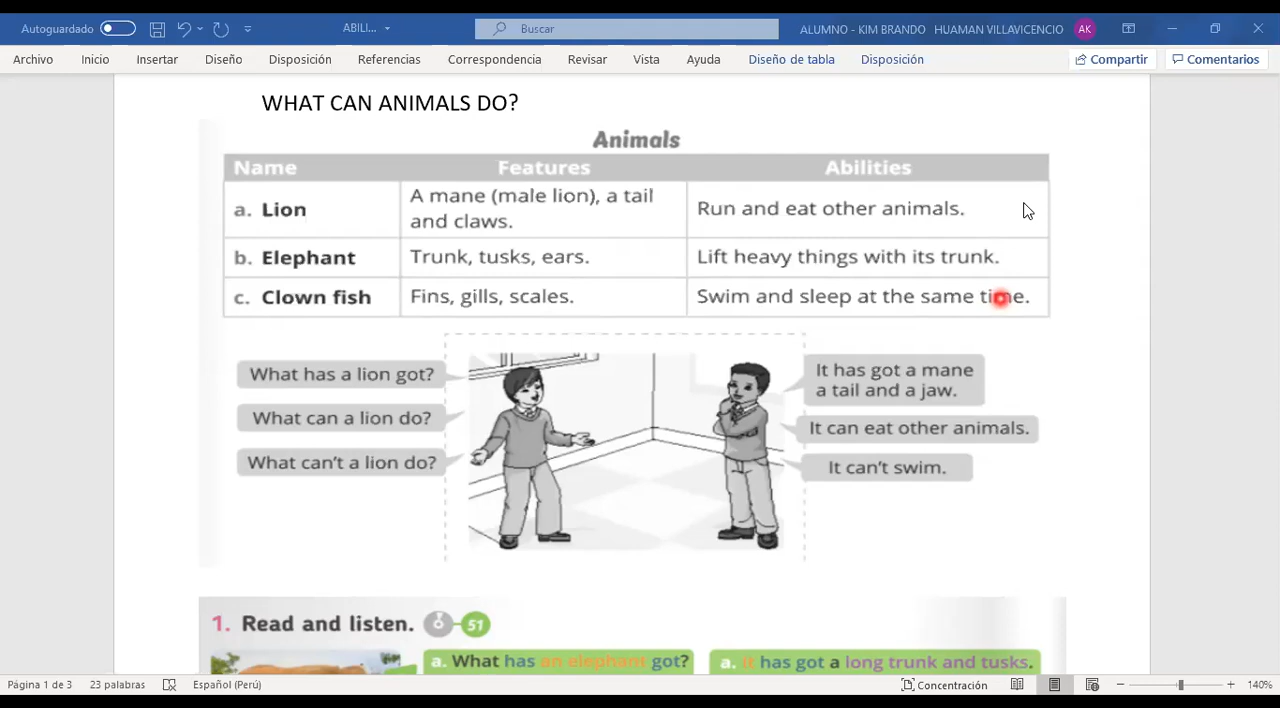 Autoguardado ABILI... Buscar ALUMNO - KIM BRANDO HUAMAN VILLAVICENCIO AK
Archivo Inicio Insertar Diseño Disposición Referencias Correspondencia Revisar Vista Ayuda Diseño de tabla Disposición Compartir Comentarios
WHAT CAN ANIMALS DO?
Animals
Name Features Abilities
a. Lion A mane (male lion), a tail and claws. Run and eat other animals.
b. Elephant Trunk, tusks, ears. Lift heavy things with its trunk.
c. Clown fish Fins, gills, scales. Swim and sleep at the same time.
What has a lion got?
It has got a mane
a tail and a jaw.
What can a lion do?
It can eat other animals.
What can't a lion do?
It can't swim.
1. Read and listen. 51
a. What has an elephant got? a. It has got a long trunk and tusks.
Página 1 de 3 23 palabras Español (Perú) Concentración 140%